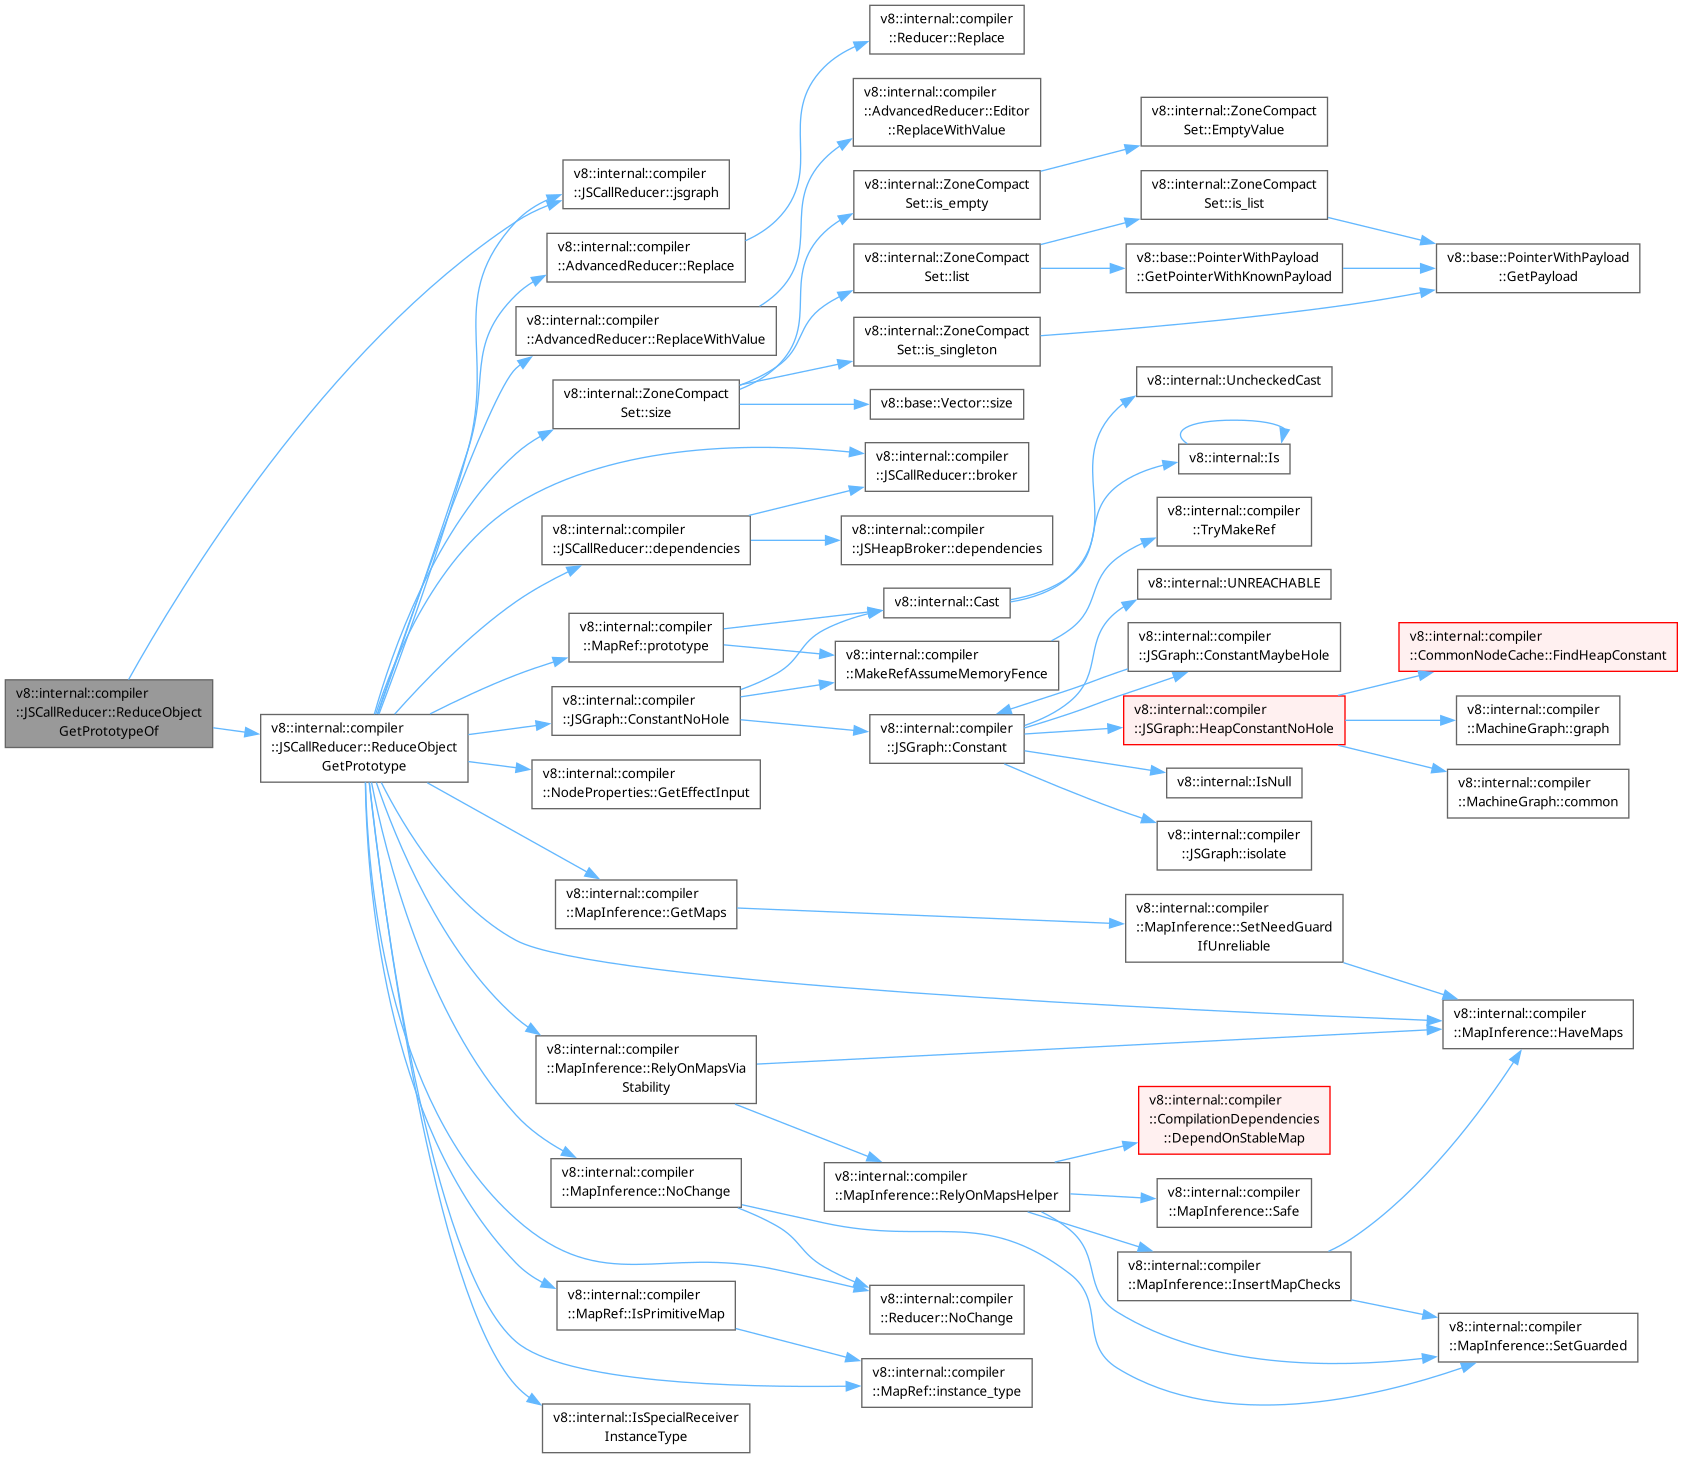 v8::internal::compiler
::JSCallReducer::ReduceObject
GetPrototypeOf
v8::internal::compiler
::JSCallReducer::ReduceObject
GetPrototype
v8::internal::compiler
::JSCallReducer::jsgraph
v8::internal::compiler
::AdvancedReducer::Replace
v8::internal::compiler
::AdvancedReducer::ReplaceWithValue
v8::internal::ZoneCompact
Set::size
v8::internal::compiler
::JSCallReducer::dependencies
v8::internal::compiler
::MapRef::prototype
v8::internal::compiler
::JSGraph::ConstantNoHole
v8::internal::compiler
::NodeProperties::GetEffectInput
v8::internal::compiler
::MapInference::GetMaps
v8::internal::compiler
::MapInference::RelyOnMapsVia
Stability
v8::internal::compiler
::MapInference::NoChange
v8::internal::compiler
::MapRef::IsPrimitiveMap
v8::internal::IsSpecialReceiver
InstanceType
v8::internal::compiler
::Reducer::Replace
v8::internal::compiler
::AdvancedReducer::Editor
::ReplaceWithValue
v8::internal::ZoneCompact
Set::is_empty
v8::internal::ZoneCompact
Set::list
v8::internal::ZoneCompact
Set::is_singleton
v8::base::Vector::size
v8::internal::compiler
::JSCallReducer::broker
v8::internal::compiler
::JSHeapBroker::dependencies
v8::internal::Cast
v8::internal::compiler
::MakeRefAssumeMemoryFence
v8::internal::compiler
::JSGraph::Constant
v8::internal::compiler
::MapInference::RelyOnMapsHelper
v8::internal::compiler
::Reducer::NoChange
v8::internal::compiler
::MapRef::instance_type
v8::internal::ZoneCompact
Set::EmptyValue
v8::internal::ZoneCompact
Set::is_list
v8::base::PointerWithPayload
::GetPointerWithKnownPayload
v8::internal::UncheckedCast
v8::internal::Is
v8::internal::compiler
::TryMakeRef
v8::internal::UNREACHABLE
v8::internal::compiler
::JSGraph::ConstantMaybeHole
v8::internal::compiler
::JSGraph::HeapConstantNoHole
v8::internal::IsNull
v8::internal::compiler
::JSGraph::isolate
v8::internal::compiler
::MapInference::SetNeedGuard
IfUnreliable
v8::internal::compiler
::CompilationDependencies
::DependOnStableMap
v8::internal::compiler
::MapInference::Safe
v8::internal::compiler
::MapInference::InsertMapChecks
v8::base::PointerWithPayload
::GetPayload
v8::internal::compiler
::CommonNodeCache::FindHeapConstant
v8::internal::compiler
::MachineGraph::graph
v8::internal::compiler
::MachineGraph::common
v8::internal::compiler
::MapInference::HaveMaps
v8::internal::compiler
::MapInference::SetGuarded